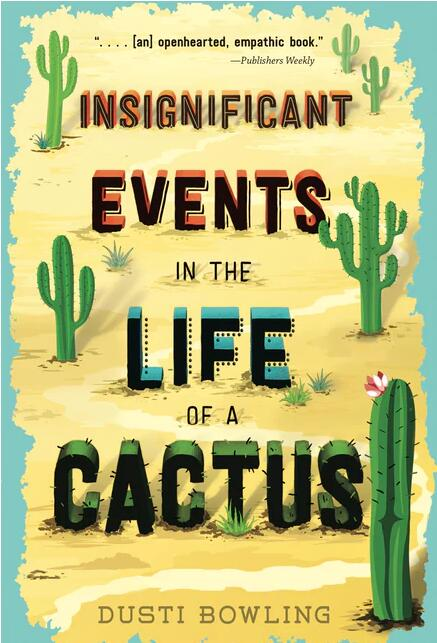 “. . . . [an] openhearted, empathic book.”
—Publishers Weekly
INSIGNIFICANT
EVENTS
IN THE
LIFE
OF A
CACTUS
DUSTI BOWLING